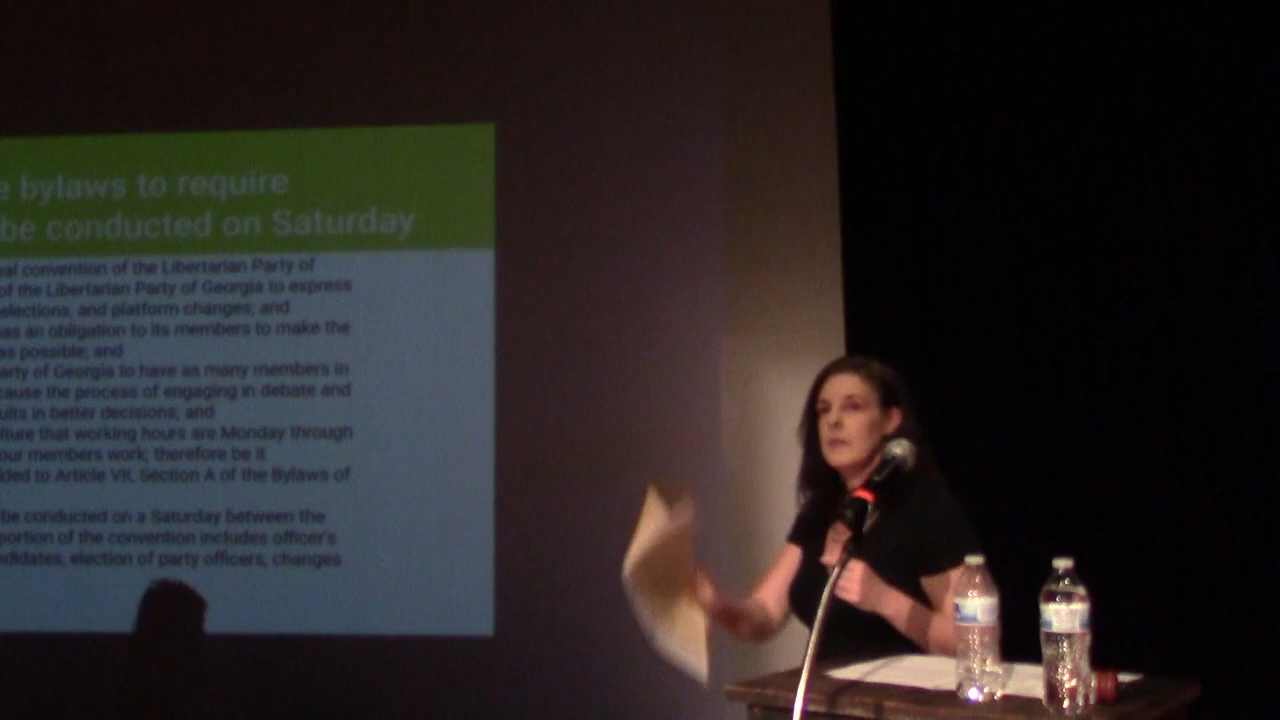 e bylaws to require
be conducted on Saturday
ual convention of the Libertarian Party of
of the Libertarian Party of Georgia to express
elections, and platform changes; and
as an obligation to its members to make the
as possible; and
arty of Georgia to have as many members in
cause the process of engaging in debate and
ults in better decisions; and
lture that working hours are Monday through
our members work; therefore be it
ded to Article VII, Section A of the Bylaws of
be conducted on a Saturday between the
portion of the convention includes officer's
ndidates, election of party officers, changes